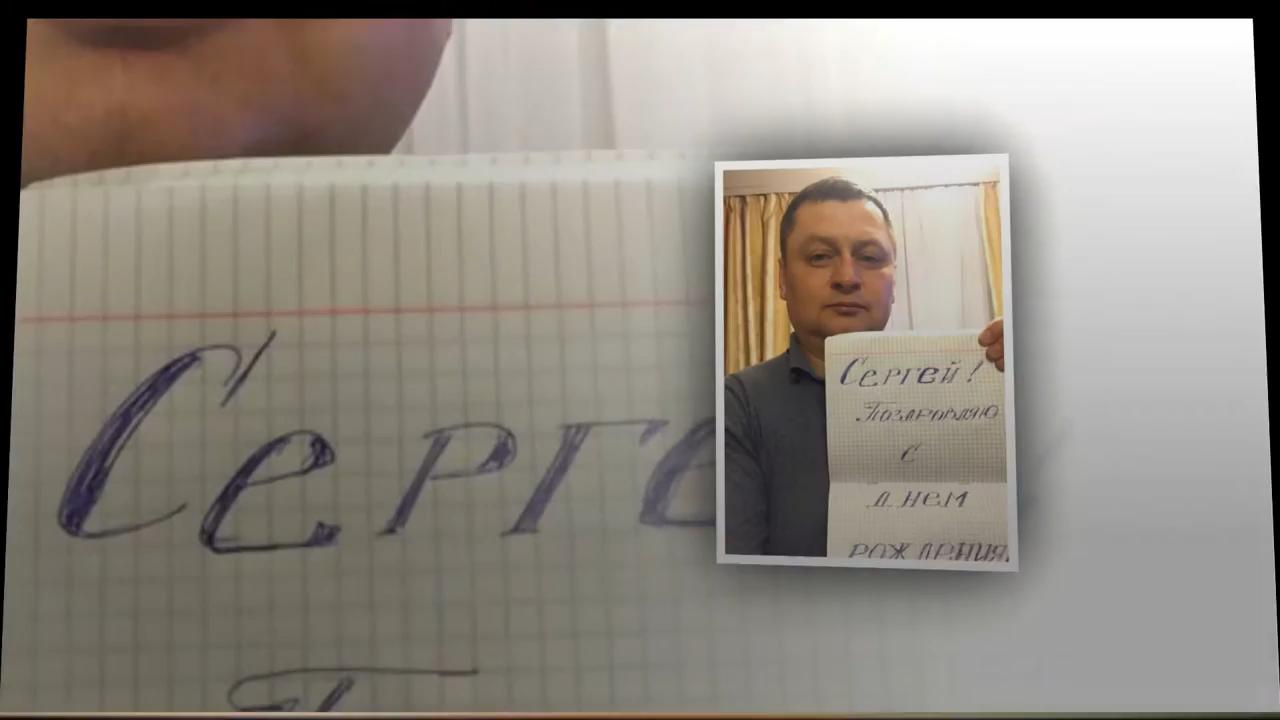 Сергей!
Поздравляю
с
днем
рождения